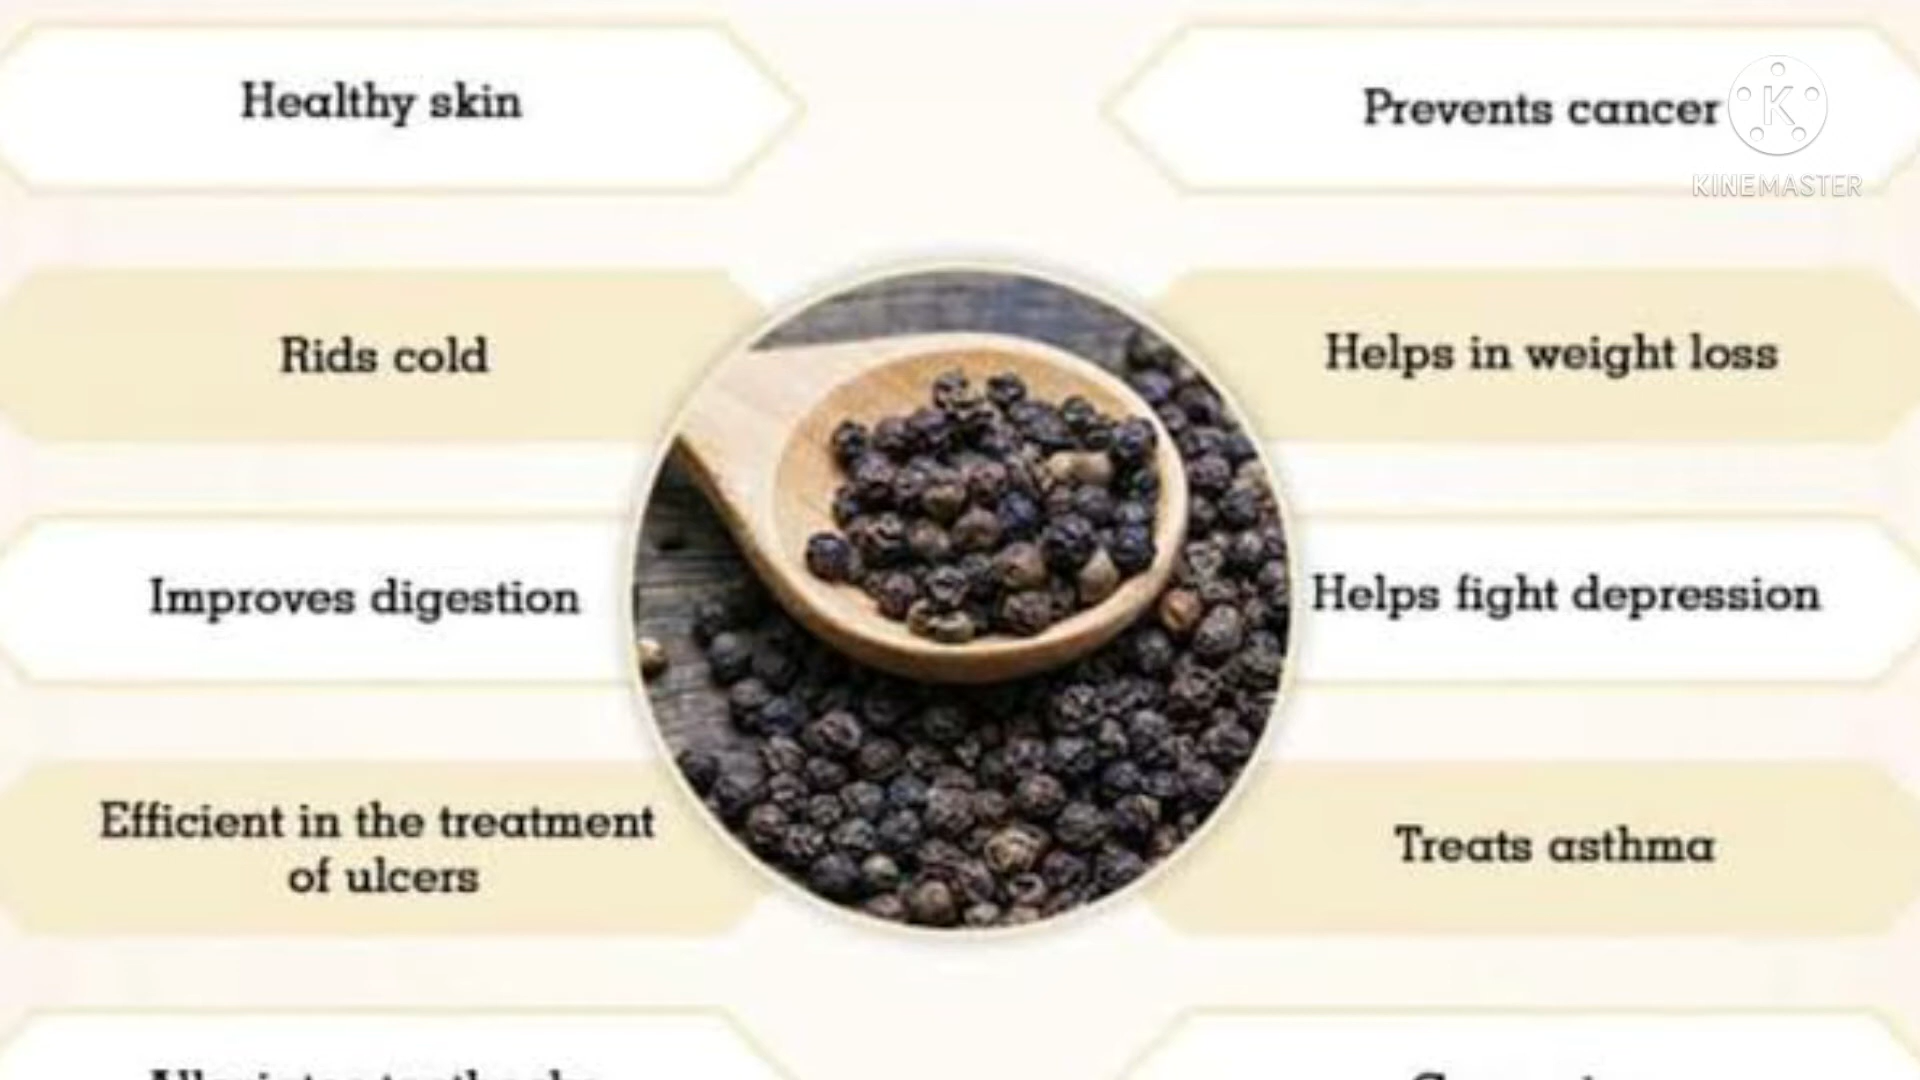 Healthy skin
Prevents cancer
K
KINEMASTER
Rids cold
Helps in weight loss
Improves digestion
Helps fight depression
Efficient in the treatment
of ulcers
Treats asthma